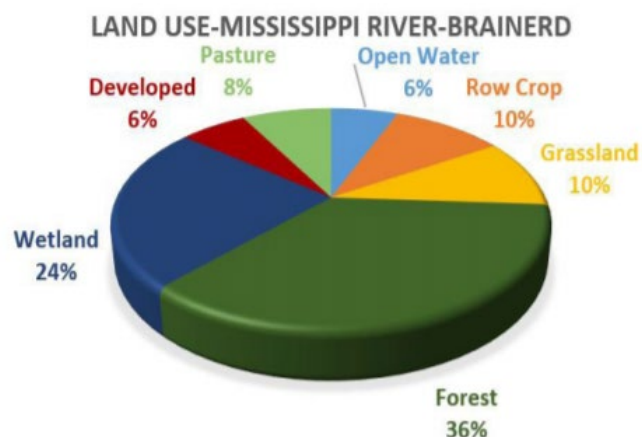 LAND USE-MISSISSIPPI RIVER-BRAINERD
Pasture
8%
Open Water
6%
Developed
6%
Row Crop
10%
Grassland
10%
Wetland
24%
Forest
36%